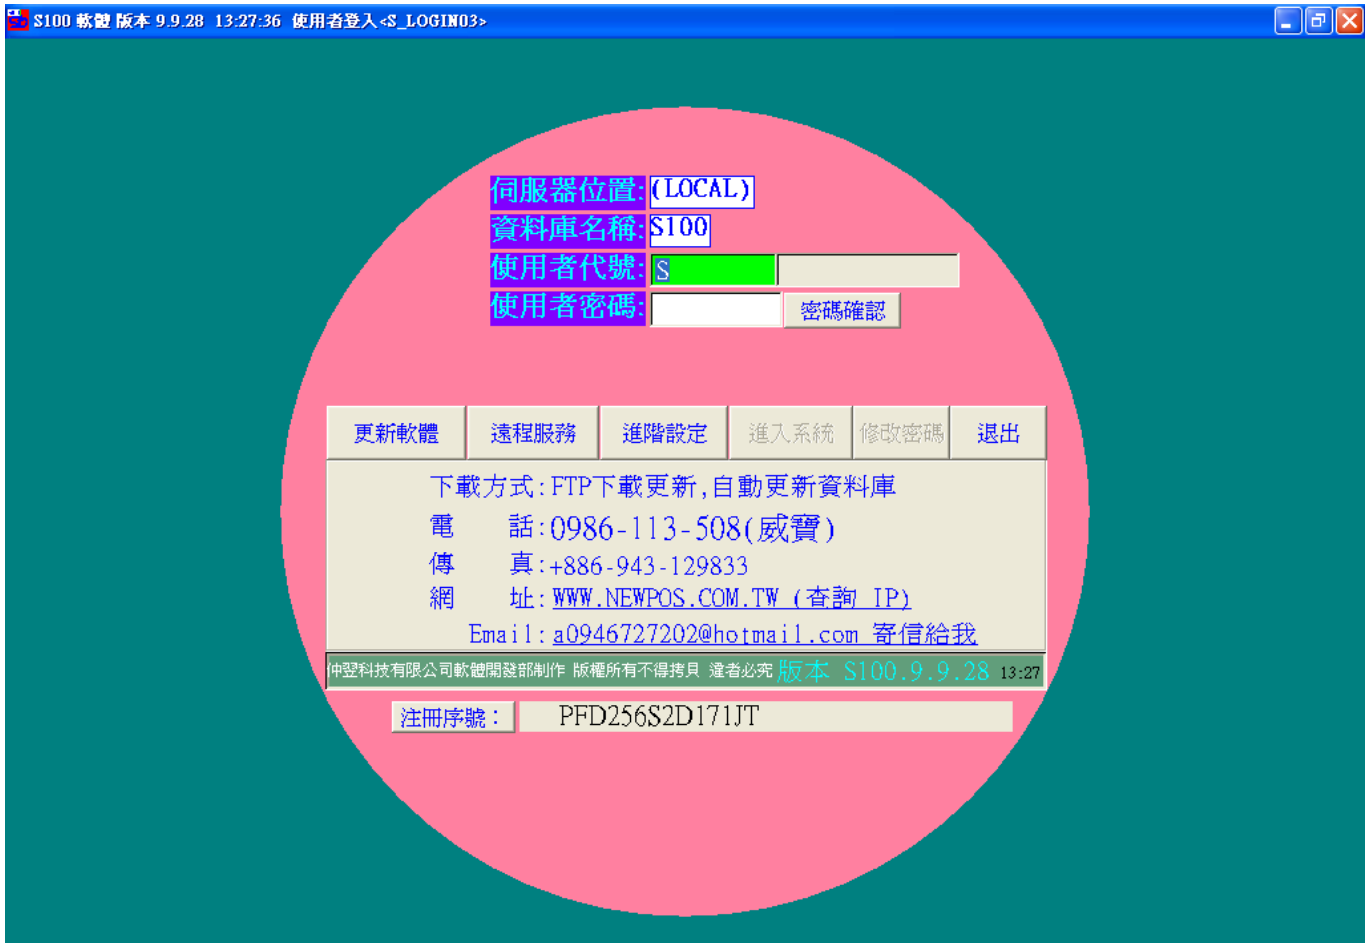 S100 軟體 版本 9.9.28 13:27:36 使用者登入<S_LOGIN03>
伺服器位置:(LOCAL)
資料庫名稱:S100
使用者代號:S
使用者密碼: 密碼確認
更新軟體 遠程服務 進階設定 進入系統 修改密碼 退出
下載方式:FTP下載更新,自動更新資料庫
電 話:0986-113-508(威寶)
傳 真:+886-943-129833
網 址:WWW.NEWPOS.COM.TW (查詢 IP)
Email:a0946727202@hotmail.com 寄信給我
仲翌科技有限公司軟體開發部制作 版權所有不得拷貝 違者必究 版本 S100.9.9.28 13:27
注冊序號: PFD256S2D171JT